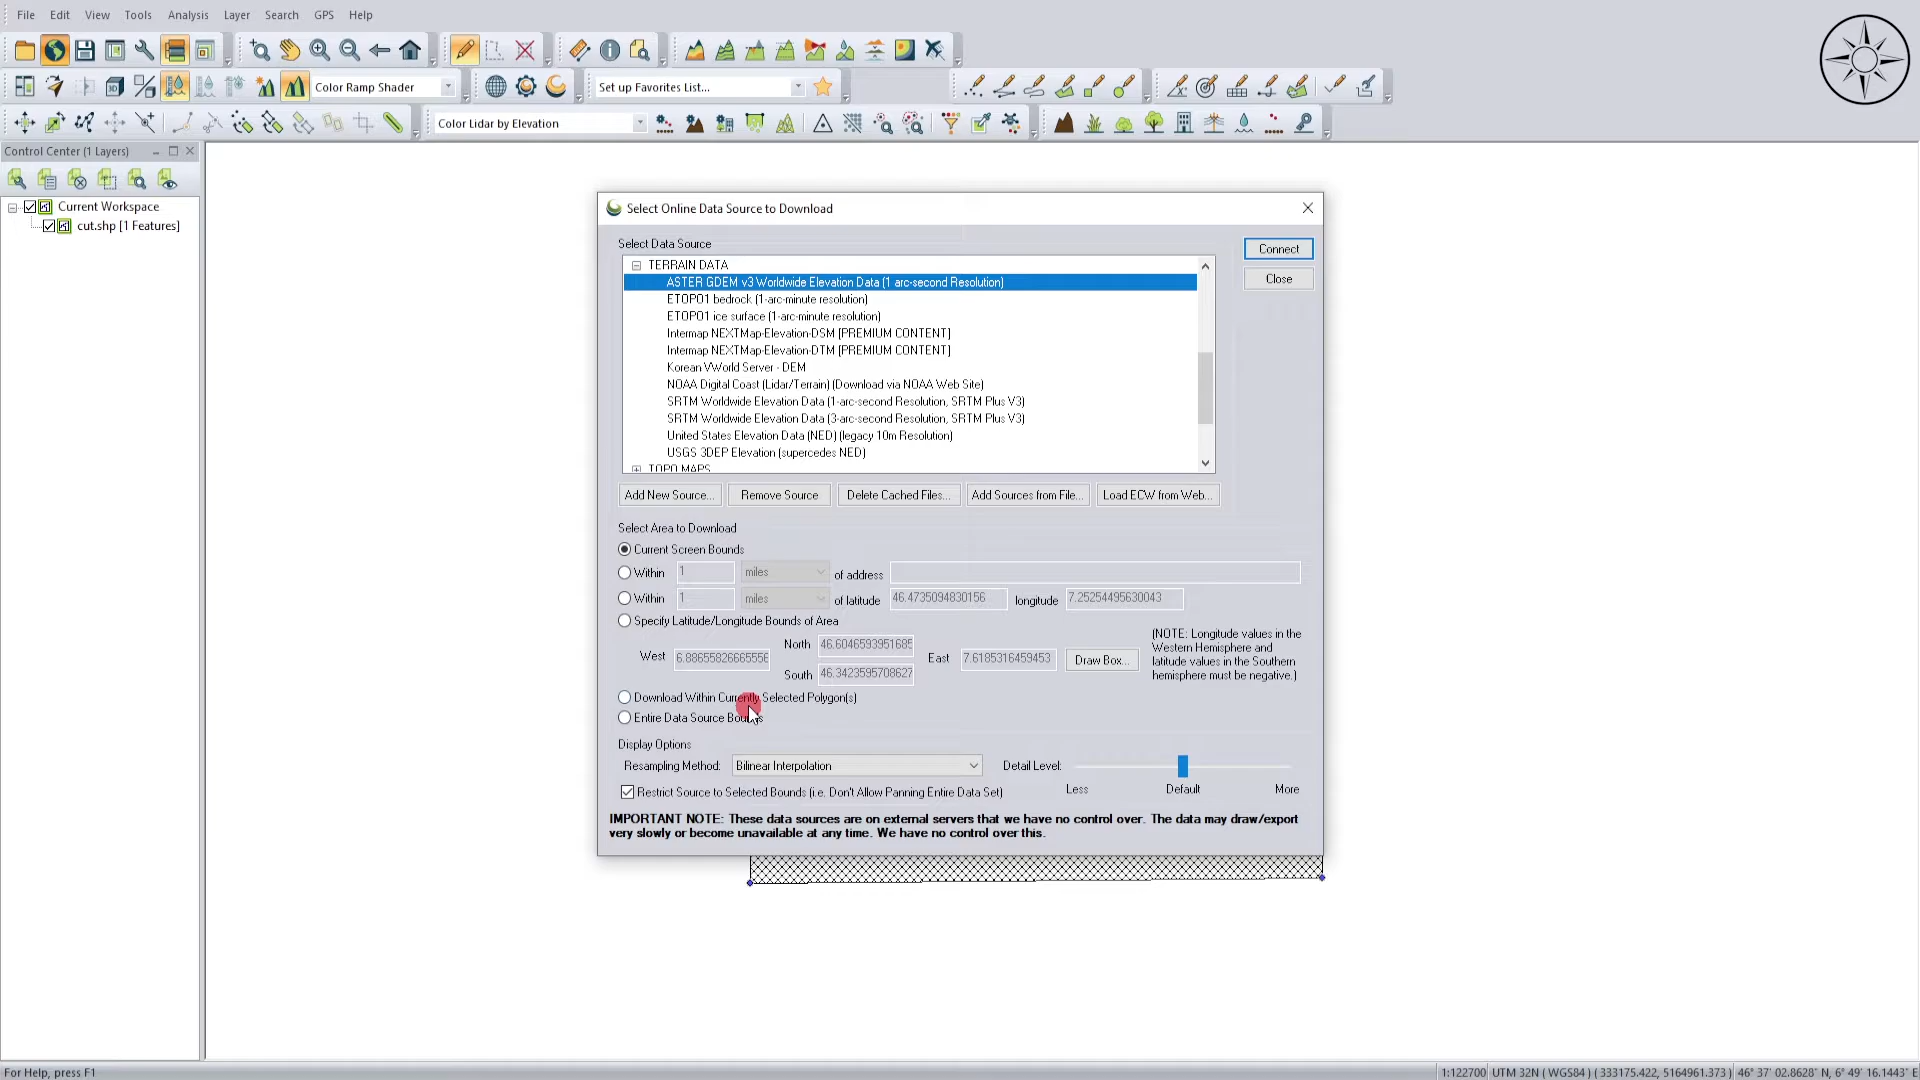 File Edit View Tools Analysis Layer Search GPS Help
Color Ramp Shader
Set up Favorites List...
Color Lidar by Elevation
Control Center (1 Layers)
Current Workspace
cut.shp [1 Features]
Select Online Data Source to Download
Select Data Source
Connect
Close
TERRAIN DATA
ASTER GDEM v3 Worldwide Elevation Data (1 arc-second Resolution)
ETOPO1 bedrock (1-arc-minute resolution)
ETOPO1 ice surface (1-arc-minute resolution)
Intermap NEXTMap-Elevation-DSM [PREMIUM CONTENT]
Intermap NEXTMap-Elevation-DTM [PREMIUM CONTENT]
Korean VWorld Server - DEM
NOAA Digital Coast (Lidar/Terrain) (Download via NOAA Web Site)
SRTM Worldwide Elevation Data (1-arc-second Resolution, SRTM Plus V3)
SRTM Worldwide Elevation Data (3-arc-second Resolution, SRTM Plus V3)
United States Elevation Data (NED) (legacy 10m Resolution)
USGS 3DEP Elevation (supercedes NED)
TOPO MAPS
Add New Source... Remove Source Delete Cached Files... Add Sources from File... Load ECW from Web...
Select Area to Download
Current Screen Bounds
Within 1 miles of address
Within 1 miles of latitude 46.4735094830156 longitude 7.25254495630043
Specify Latitude/Longitude Bounds of Area
North 46.6046593951685
West 6.88655826665556 East 7.6185316459453 Draw Box...
South 46.3423595708627
(NOTE: Longitude values in the
Western Hemisphere and
latitude values in the Southern
hemisphere must be negative.)
Download Within Currently Selected Polygon(s)
Entire Data Source Bounds
Display Options
Resampling Method: Bilinear Interpolation Detail Level:
Less Default More
Restrict Source to Selected Bounds (i.e. Don't Allow Panning Entire Data Set)
IMPORTANT NOTE: These data sources are on external servers that we have no control over. The data may draw/export
very slowly or become unavailable at any time. We have no control over this.
For Help, press F1
1:122700 UTM 32N ( WGS84 ) ( 333175.422, 5164961.373 ) 46° 37' 02.8628" N, 6° 49' 16.1443" E